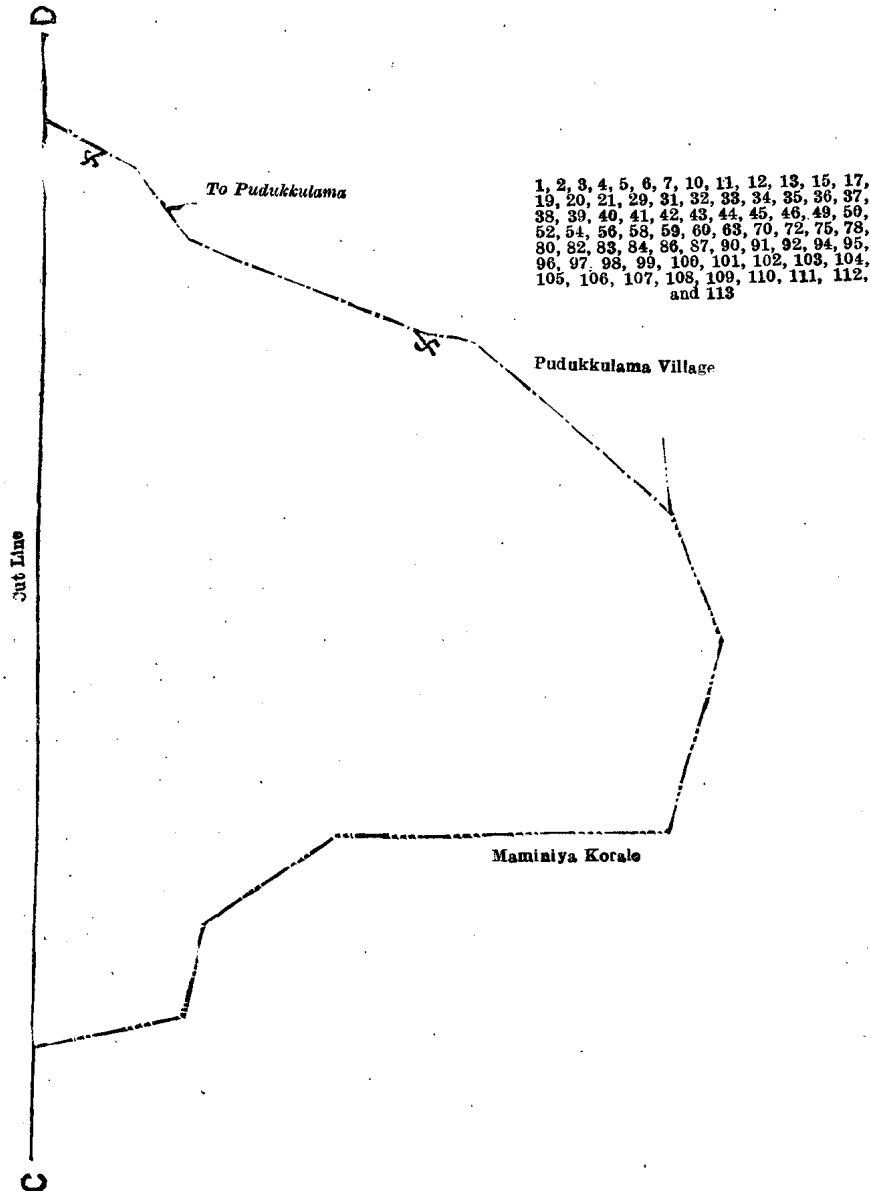 D
To Pudukkulama
1, 2, 3, 4, 5, 6, 7, 10, 11, 12, 13, 15, 17,
19, 20, 21, 29, 31, 32, 33, 34, 35, 36, 37,
38, 39, 40, 41, 42, 43, 44, 45, 46, 49, 50,
52, 54, 56, 58, 59, 60, 63, 70, 72, 75, 78,
80, 82, 83, 84, 86, 87, 90, 91, 92, 94, 95,
96, 97, 98, 99, 100, 101, 102, 103, 104,
105, 106, 107, 108, 109, 110, 111, 112,
and 113
Pudukkulama Village
Cut Line
Maminiya Korale
C